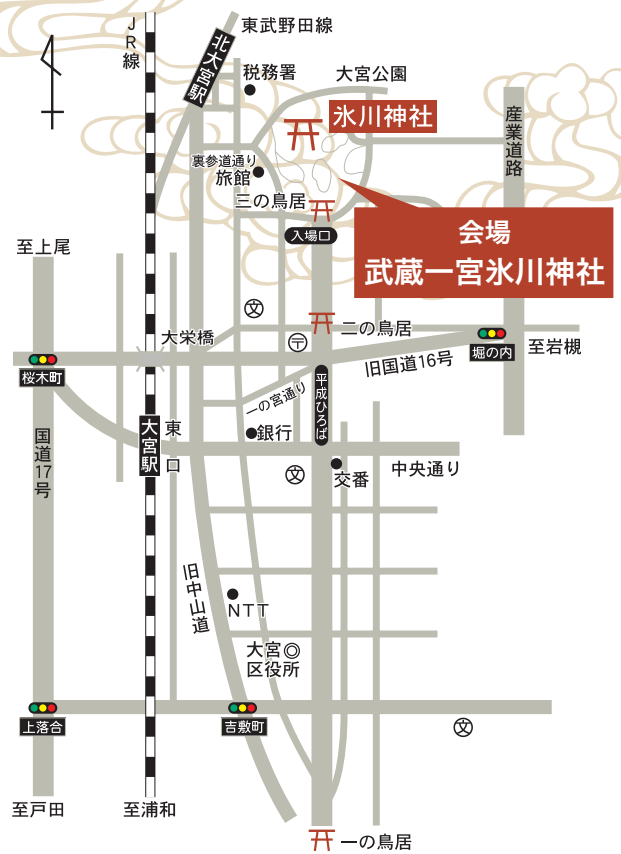 JR線
東武野田線
北大宮駅
税務署
大宮公園
氷川神社
産業道路
裏参道通り
旅館
三の鳥居
入場口
会場
武蔵一宮氷川神社
至上尾
文
大栄橋
〒
二の鳥居
旧国道16号
堀の内
至岩槻
桜木町
平成ひろば
一の宮通り
大宮駅
東口
銀行
国道17号
文
交番
中央通り
旧中山道
NTT
大宮◎
区役所
上落合
吉敷町
文
至戸田
至浦和
一の鳥居